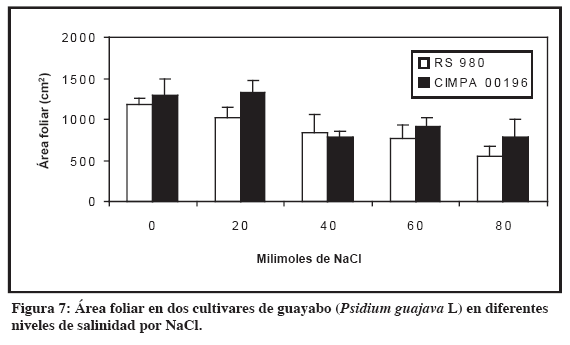 2000
1500
1000
500
0
Área foliar (cm²)
RS 980
CIMPA 00196
0 20 40 60 80
Milimoles de NaCl
Figura 7: Área foliar en dos cultivares de guayabo (Psidium guajava L) en diferentes
niveles de salinidad por NaCl.